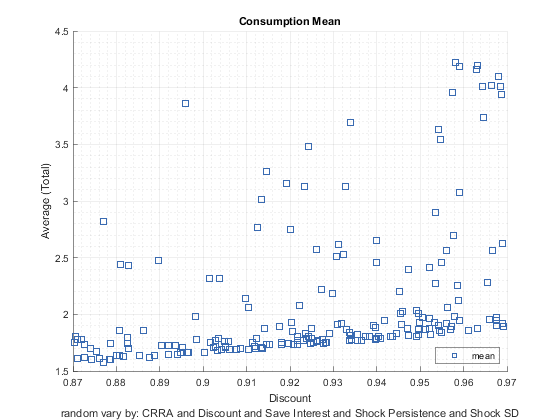 Consumption Mean
4.5
4
3.5
3
2.5
2
1.5
Average (Total)
0.87 0.88 0.89 0.9 0.91 0.92 0.93 0.94 0.95 0.96 0.97
mean
Discount
random vary by: CRRA and Discount and Save Interest and Shock Persistence and Shock SD